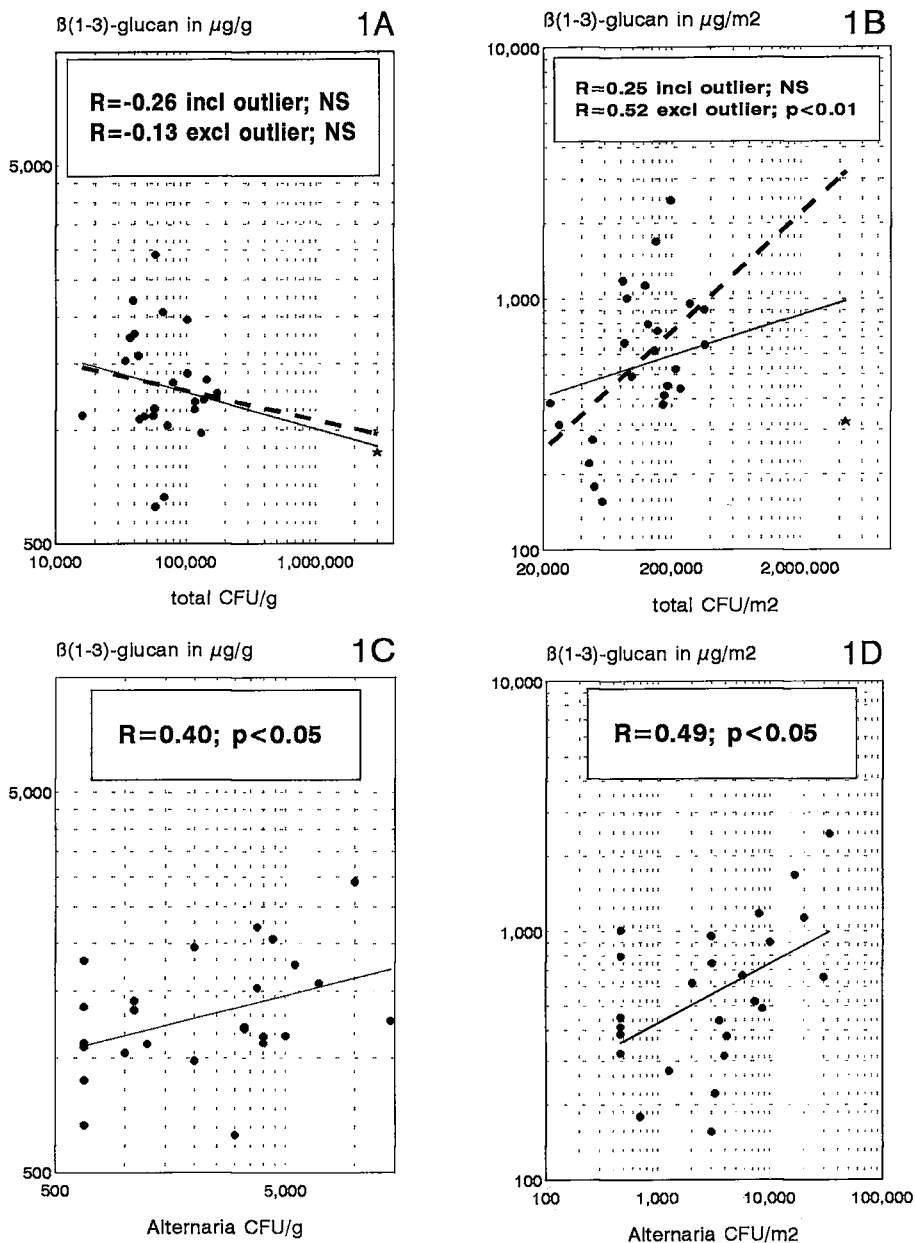 ß(1-3)-glucan in µg/g 1A
R=-0.26 incl outlier; NS
R=-0.13 excl outlier; NS
5,000
500
10,000 100,000 1,000,000
total CFU/g
ß(1-3)-glucan in µg/m2 1B
10,000
R=0.25 incl outlier; NS
R=0.52 excl outlier; p<0.01
1,000
100
20,000 200,000 2,000,000
total CFU/m2
ß(1-3)-glucan in µg/g 1C
R=0.40; p<0.05
5,000
500
500 5,000
Alternaria CFU/g
ß(1-3)-glucan in µg/m2 1D
10,000
R=0.49; p<0.05
1,000
100
100 1,000 10,000 100,000
Alternaria CFU/m2